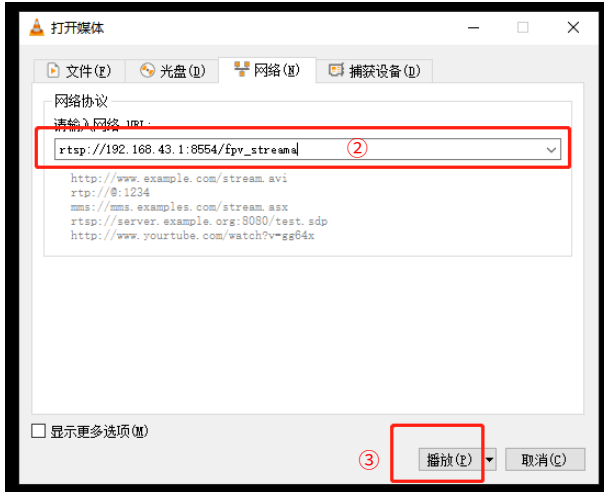 打开媒体
文件(F) 光盘(D) 网络(N) 捕获设备(D)
网络协议
请输入网络 URL:
rtsp://192.168.43.1:8554/fpv_streama ②
http://www.example.com/stream.avi
rtp://@:1234
mms://mms.examples.com/stream.asx
rtsp://server.example.org:8080/test.sdp
http://www.yourtube.com/watch?v=gg64x
显示更多选项(M)
③ 播放(P) 取消(C)